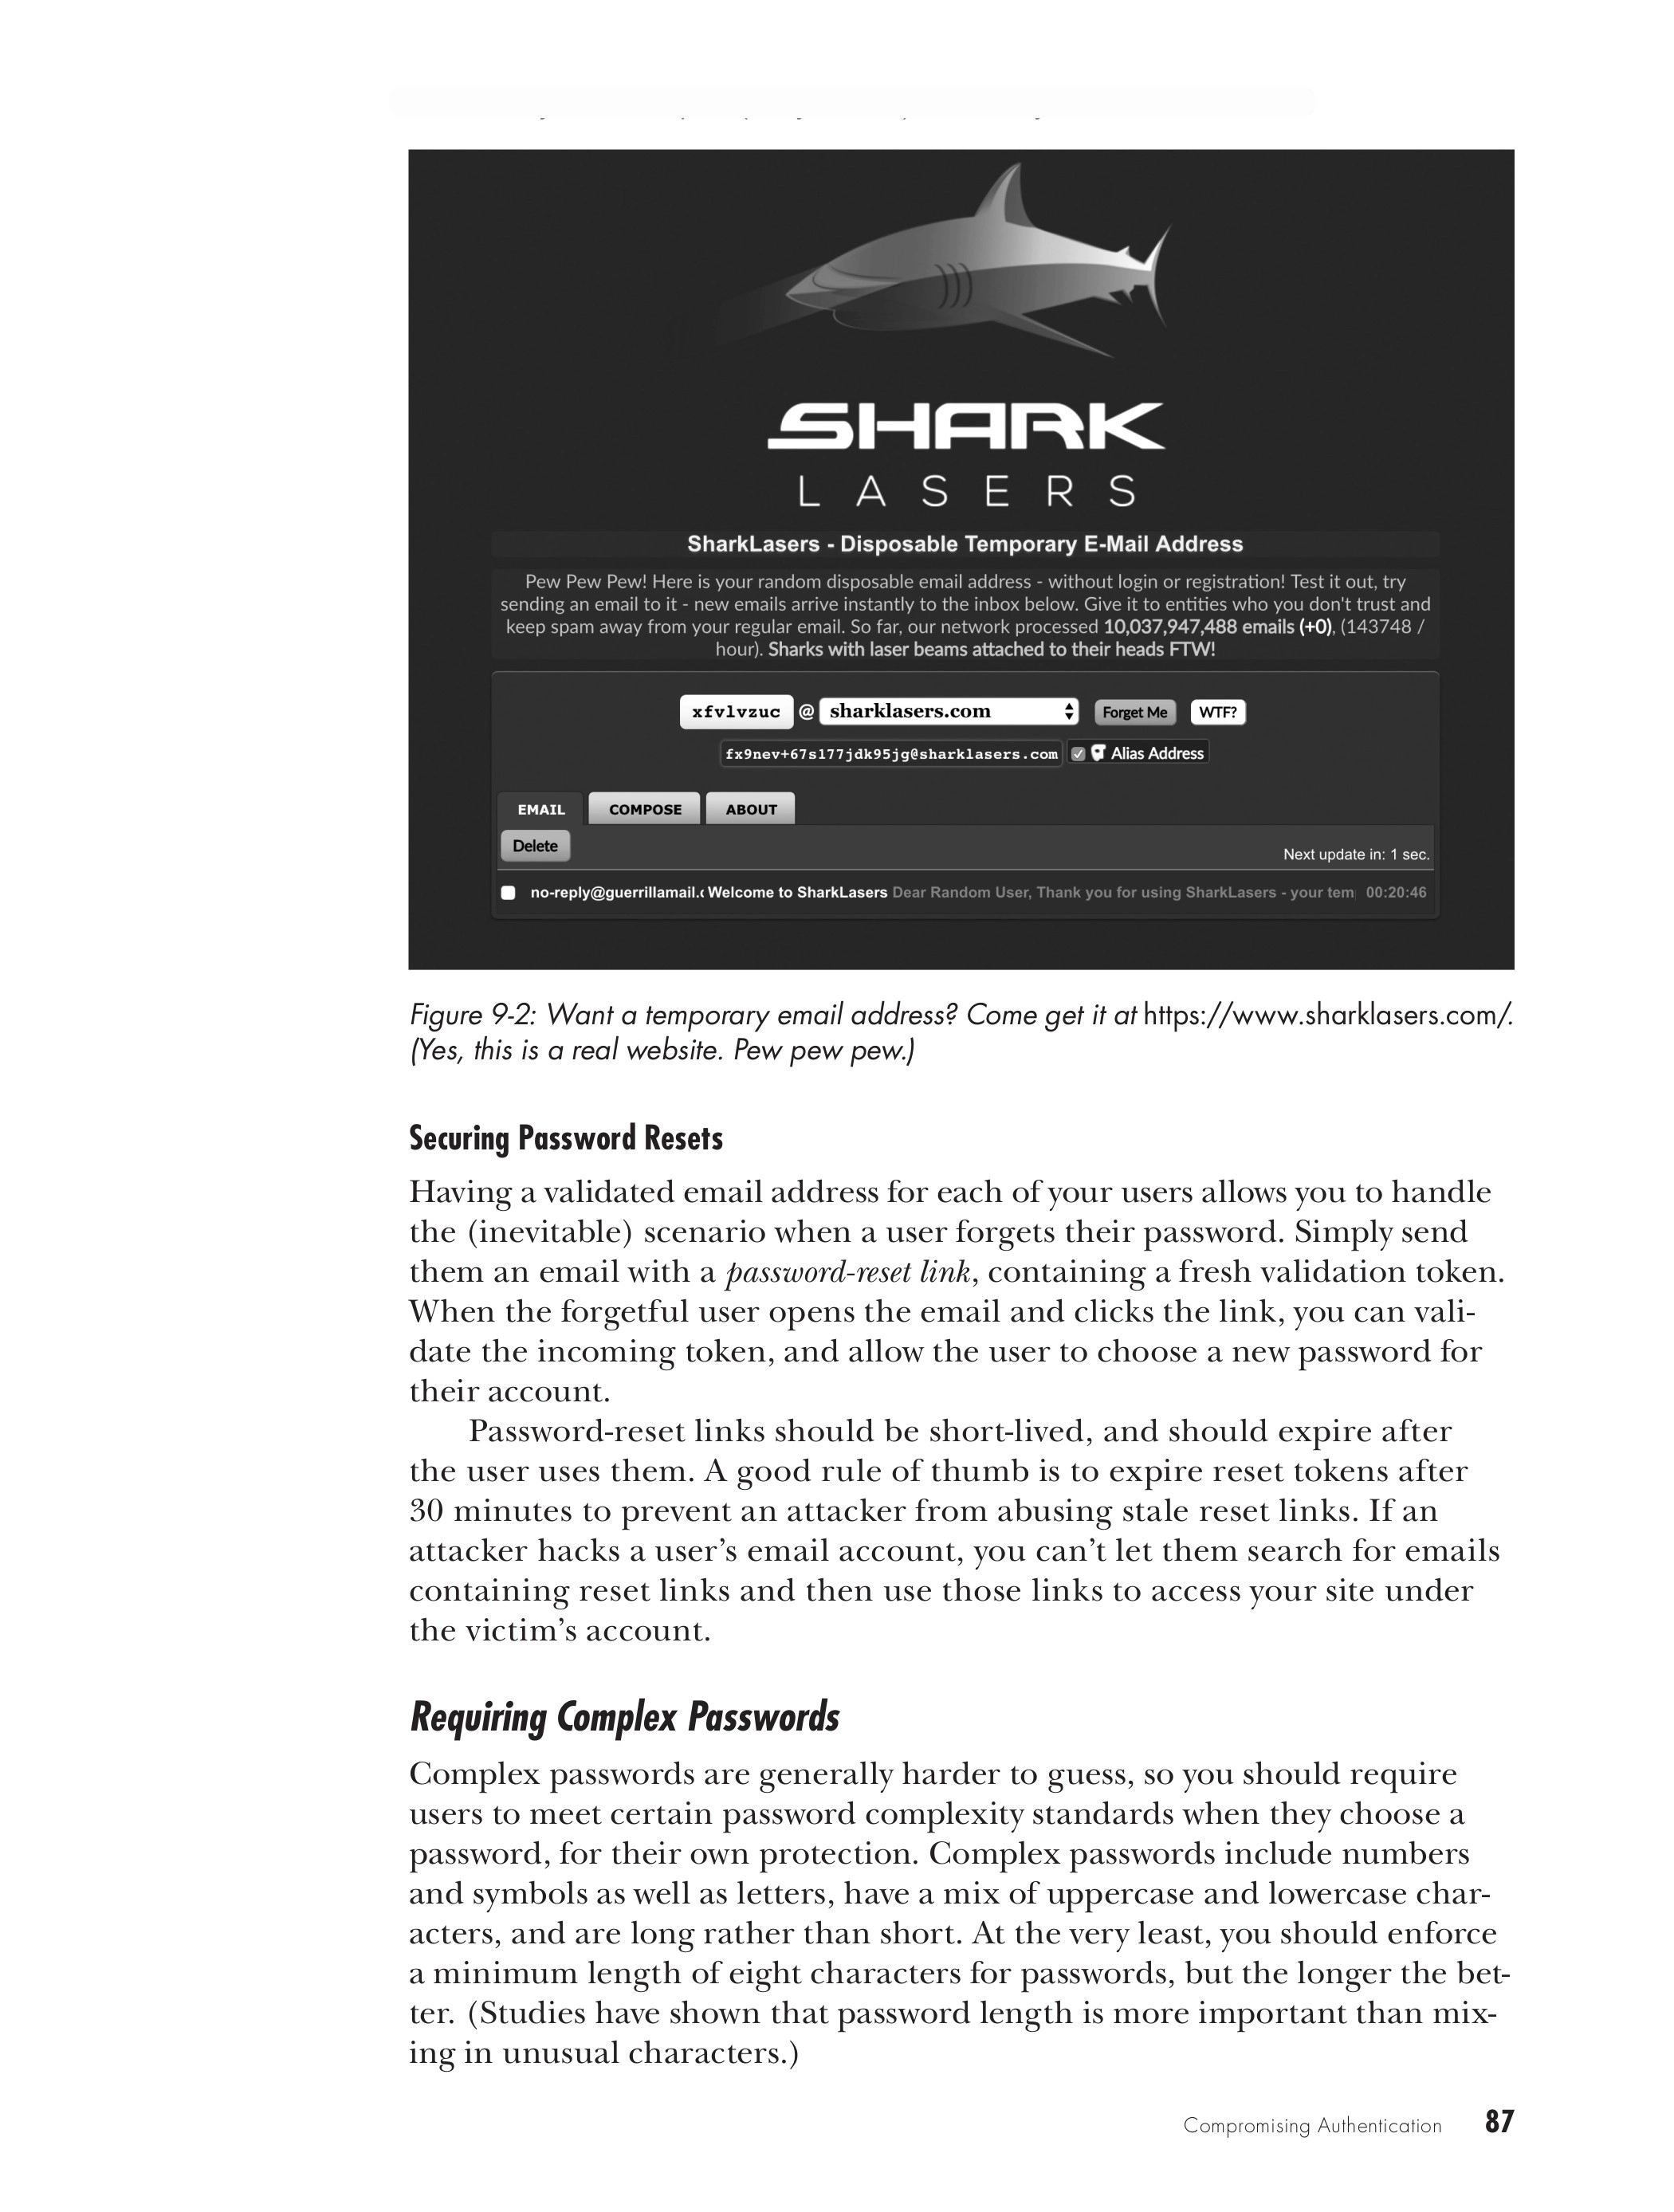 SHARK
LASERS
SharkLasers - Disposable Temporary E-Mail Address
Pew Pew Pew! Here is your random disposable email address - without login or registration! Test it out, try
sending an email to it - new emails arrive instantly to the inbox below. Give it to entities who you don't trust and
keep spam away from your regular email. So far, our network processed 10,037,947,488 emails (+0), (143748 /
hour). Sharks with laser beams attached to their heads FTW!
xfvlvzuc @ sharklasers.com Forget Me WTF?
fx9nev+67s177jdk95jg@sharklasers.com Alias Address
EMAIL COMPOSE ABOUT
Delete
Next update in: 1 sec.
no-reply@guerrillamail.c Welcome to SharkLasers Dear Random User, Thank you for using SharkLasers - your tem 00:20:46
Figure 9-2: Want a temporary email address? Come get it at https://www.sharklasers.com/.
(Yes, this is a real website. Pew pew pew.)
Securing Password Resets
Having a validated email address for each of your users allows you to handle
the (inevitable) scenario when a user forgets their password. Simply send
them an email with a password-reset link, containing a fresh validation token.
When the forgetful user opens the email and clicks the link, you can vali-
date the incoming token, and allow the user to choose a new password for
their account.
Password-reset links should be short-lived, and should expire after
the user uses them. A good rule of thumb is to expire reset tokens after
30 minutes to prevent an attacker from abusing stale reset links. If an
attacker hacks a user’s email account, you can’t let them search for emails
containing reset links and then use those links to access your site under
the victim’s account.
Requiring Complex Passwords
Complex passwords are generally harder to guess, so you should require
users to meet certain password complexity standards when they choose a
password, for their own protection. Complex passwords include numbers
and symbols as well as letters, have a mix of uppercase and lowercase char-
acters, and are long rather than short. At the very least, you should enforce
a minimum length of eight characters for passwords, but the longer the bet-
ter. (Studies have shown that password length is more important than mix-
ing in unusual characters.)
Compromising Authentication 87